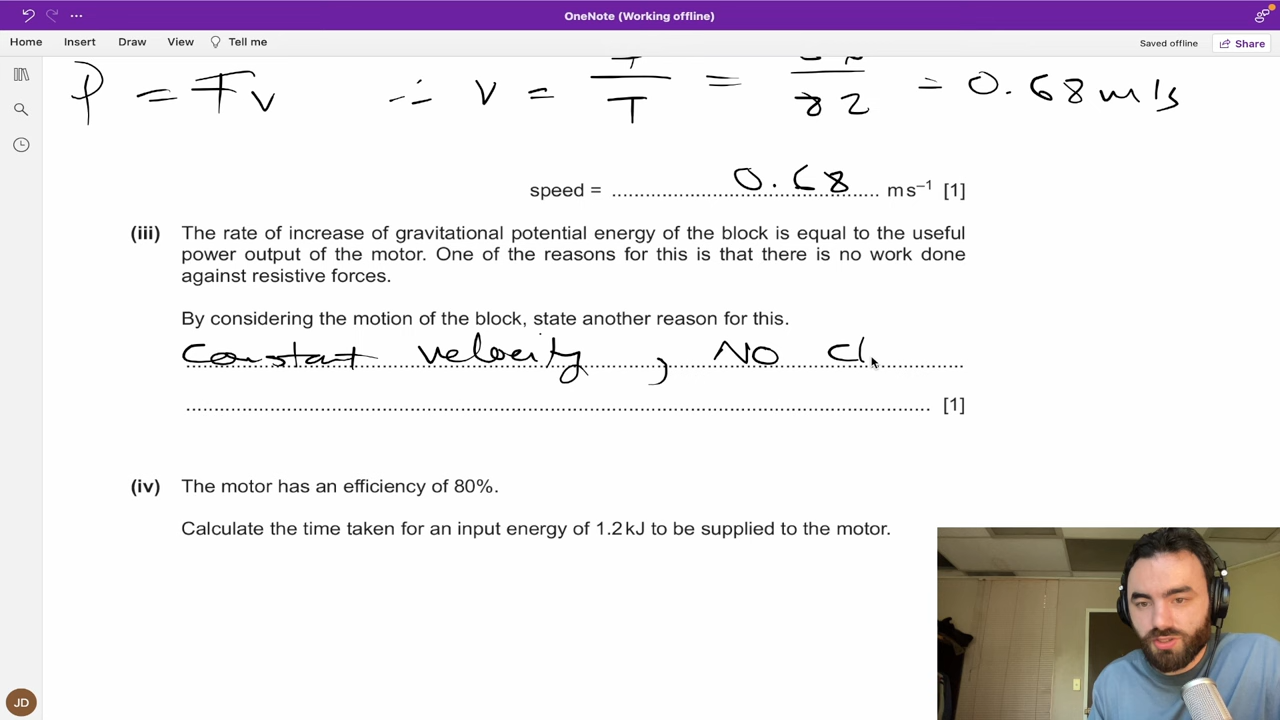 OneNote (Working offline)
Home Insert Draw View Tell me
Saved offline Share
P = Fv ∴ v = / T = / 82 = 0.68 m/s
speed = 0.68 ms⁻¹ [1]
(iii) The rate of increase of gravitational potential energy of the block is equal to the useful
power output of the motor. One of the reasons for this is that there is no work done
against resistive forces.
By considering the motion of the block, state another reason for this.
Constant velocity, No Ch
[1]
(iv) The motor has an efficiency of 80%.
Calculate the time taken for an input energy of 1.2 kJ to be supplied to the motor.
JD